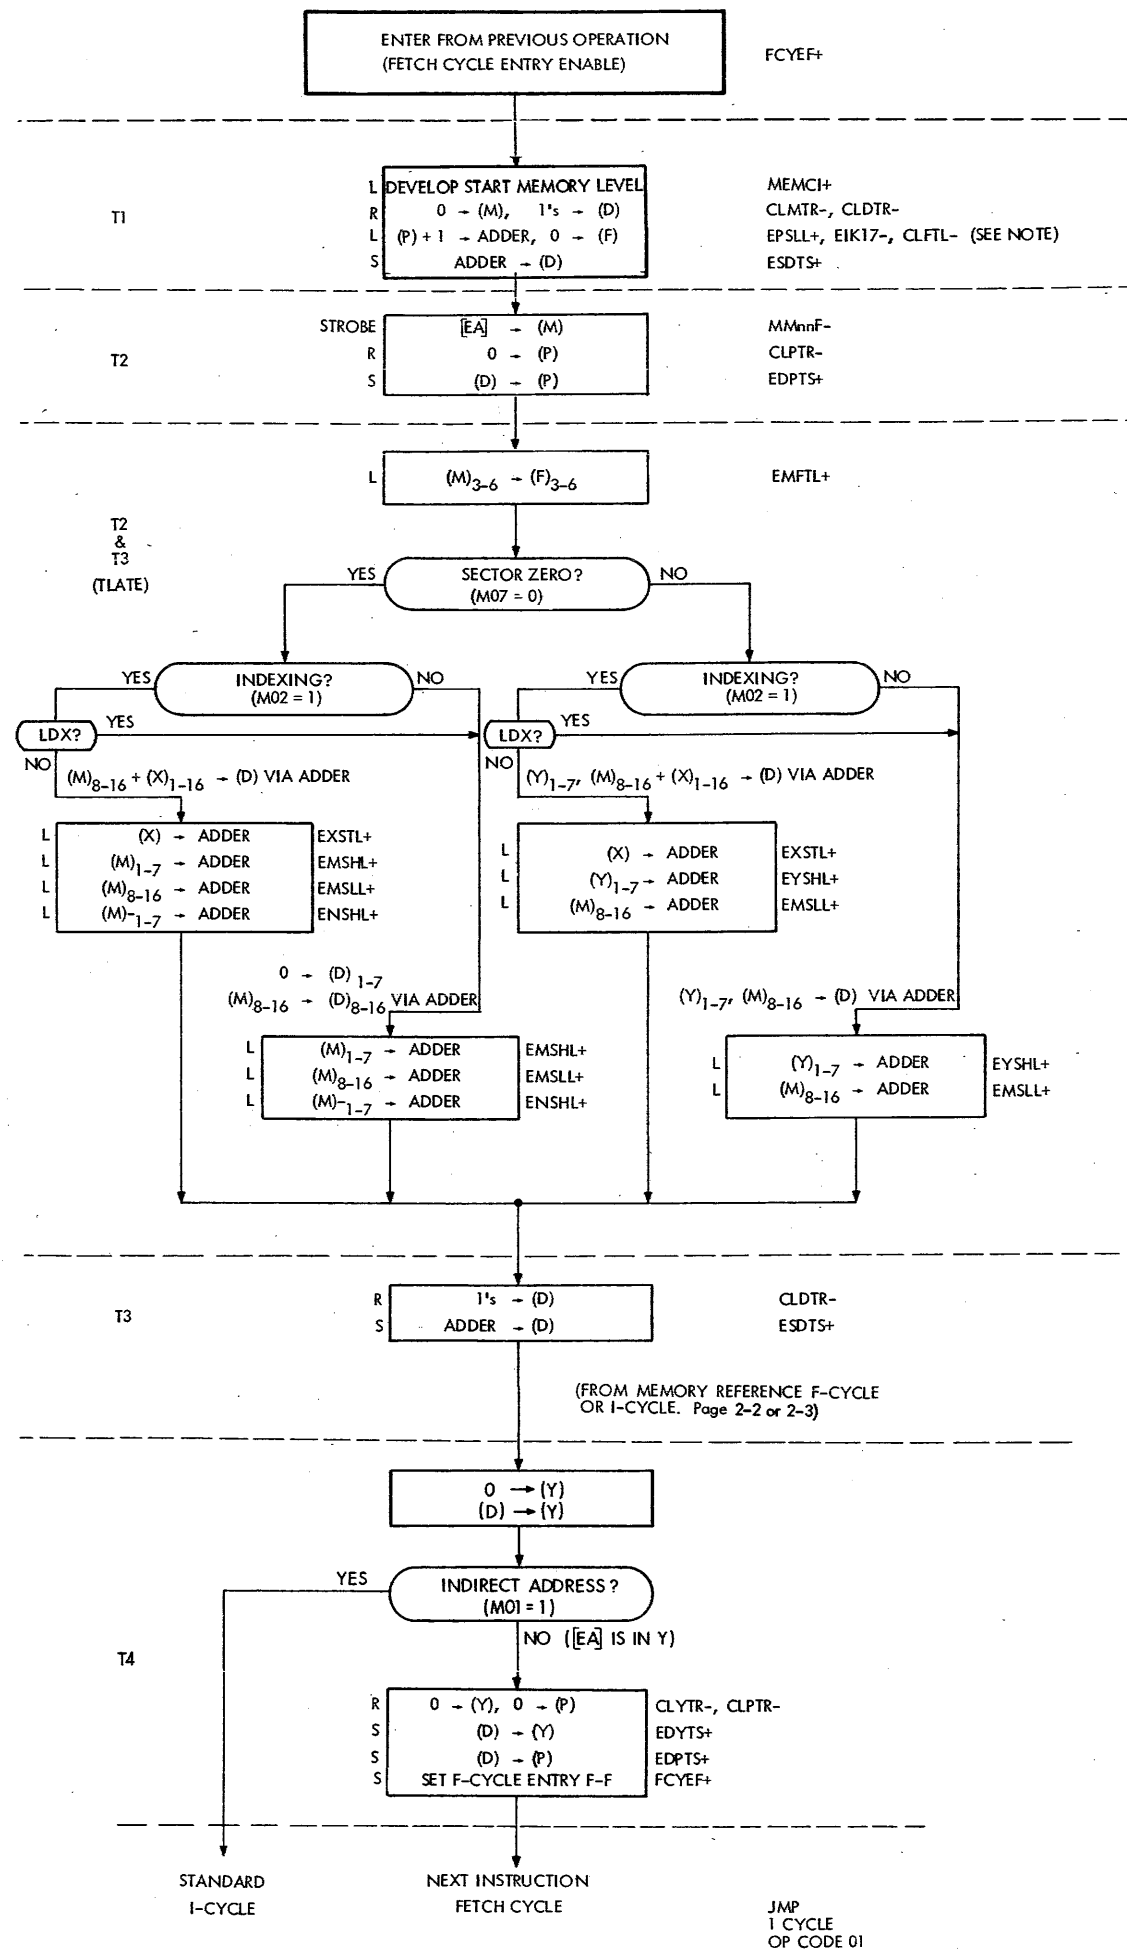 ENTER FROM PREVIOUS OPERATION
(FETCH CYCLE ENTRY ENABLE)
FCYEF+
T1
L DEVELOP START MEMORY LEVEL MEMCI+
R 0 → (M), 1's → (D) CLMTR-, CLDTR-
L (P) + 1 → ADDER, 0 → (F) EPSLL+, EIK17-, CLFTL- (SEE NOTE)
S ADDER → (D) ESDTS+
T2
STROBE [EA] → (M) MMnnF-
R 0 → (P) CLPTR-
S (D) → (P) EDPTS+
L (M)3-6 → (F)3-6 EMFTL+
T2
&
T3
(TLATE)
YES SECTOR ZERO? NO
(M07 = 0)
YES INDEXING? NO
(M02 = 1)
YES INDEXING? NO
(M02 = 1)
LDX? YES
LDX? YES
NO
(M)8-16 + (X)1-16 → (D) VIA ADDER
NO
(Y)1-7, (M)8-16 + (X)1-16 → (D) VIA ADDER
L (X) → ADDER EXSTL+
L (M)1-7 → ADDER EMSHL+
L (M)8-16 → ADDER EMSLL+
L (M)-1-7 → ADDER ENSHL+
L (X) → ADDER EXSTL+
L (Y)1-7 → ADDER EYSHL+
L (M)8-16 → ADDER EMSLL+
0 → (D)1-7
(M)8-16 → (D)8-16 VIA ADDER
(Y)1-7, (M)8-16 → (D) VIA ADDER
L (M)1-7 → ADDER EMSHL+
L (M)8-16 → ADDER EMSLL+
L (M)-1-7 → ADDER ENSHL+
L (Y)1-7 → ADDER EYSHL+
L (M)8-16 → ADDER EMSLL+
T3
R 1's → (D) CLDTR-
S ADDER → (D) ESDTS+
(FROM MEMORY REFERENCE F-CYCLE
OR I-CYCLE. Page 2-2 or 2-3)
0 → (Y)
(D) → (Y)
YES INDIRECT ADDRESS?
(M01 = 1)
NO ([EA] IS IN Y)
T4
R 0 → (Y), 0 → (P) CLYTR-, CLPTR-
S (D) → (Y) EDYTS+
S (D) → (P) EDPTS+
S SET F-CYCLE ENTRY F-F FCYEF+
STANDARD
I-CYCLE
NEXT INSTRUCTION
FETCH CYCLE
JMP
1 CYCLE
OP CODE 01